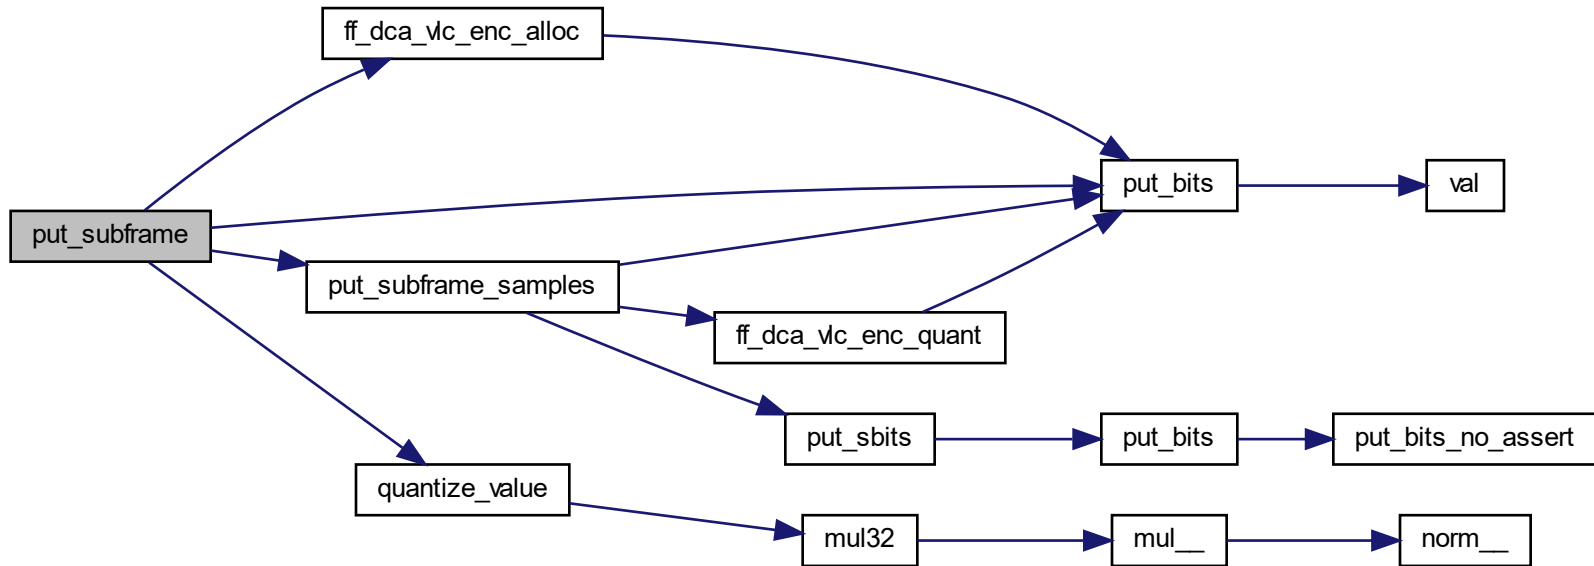 ff_dca_vlc_enc_alloc
put_bits
val
put_subframe
put_subframe_samples
ff_dca_vlc_enc_quant
put_sbits
put_bits
put_bits_no_assert
quantize_value
mul32
mul__
norm__